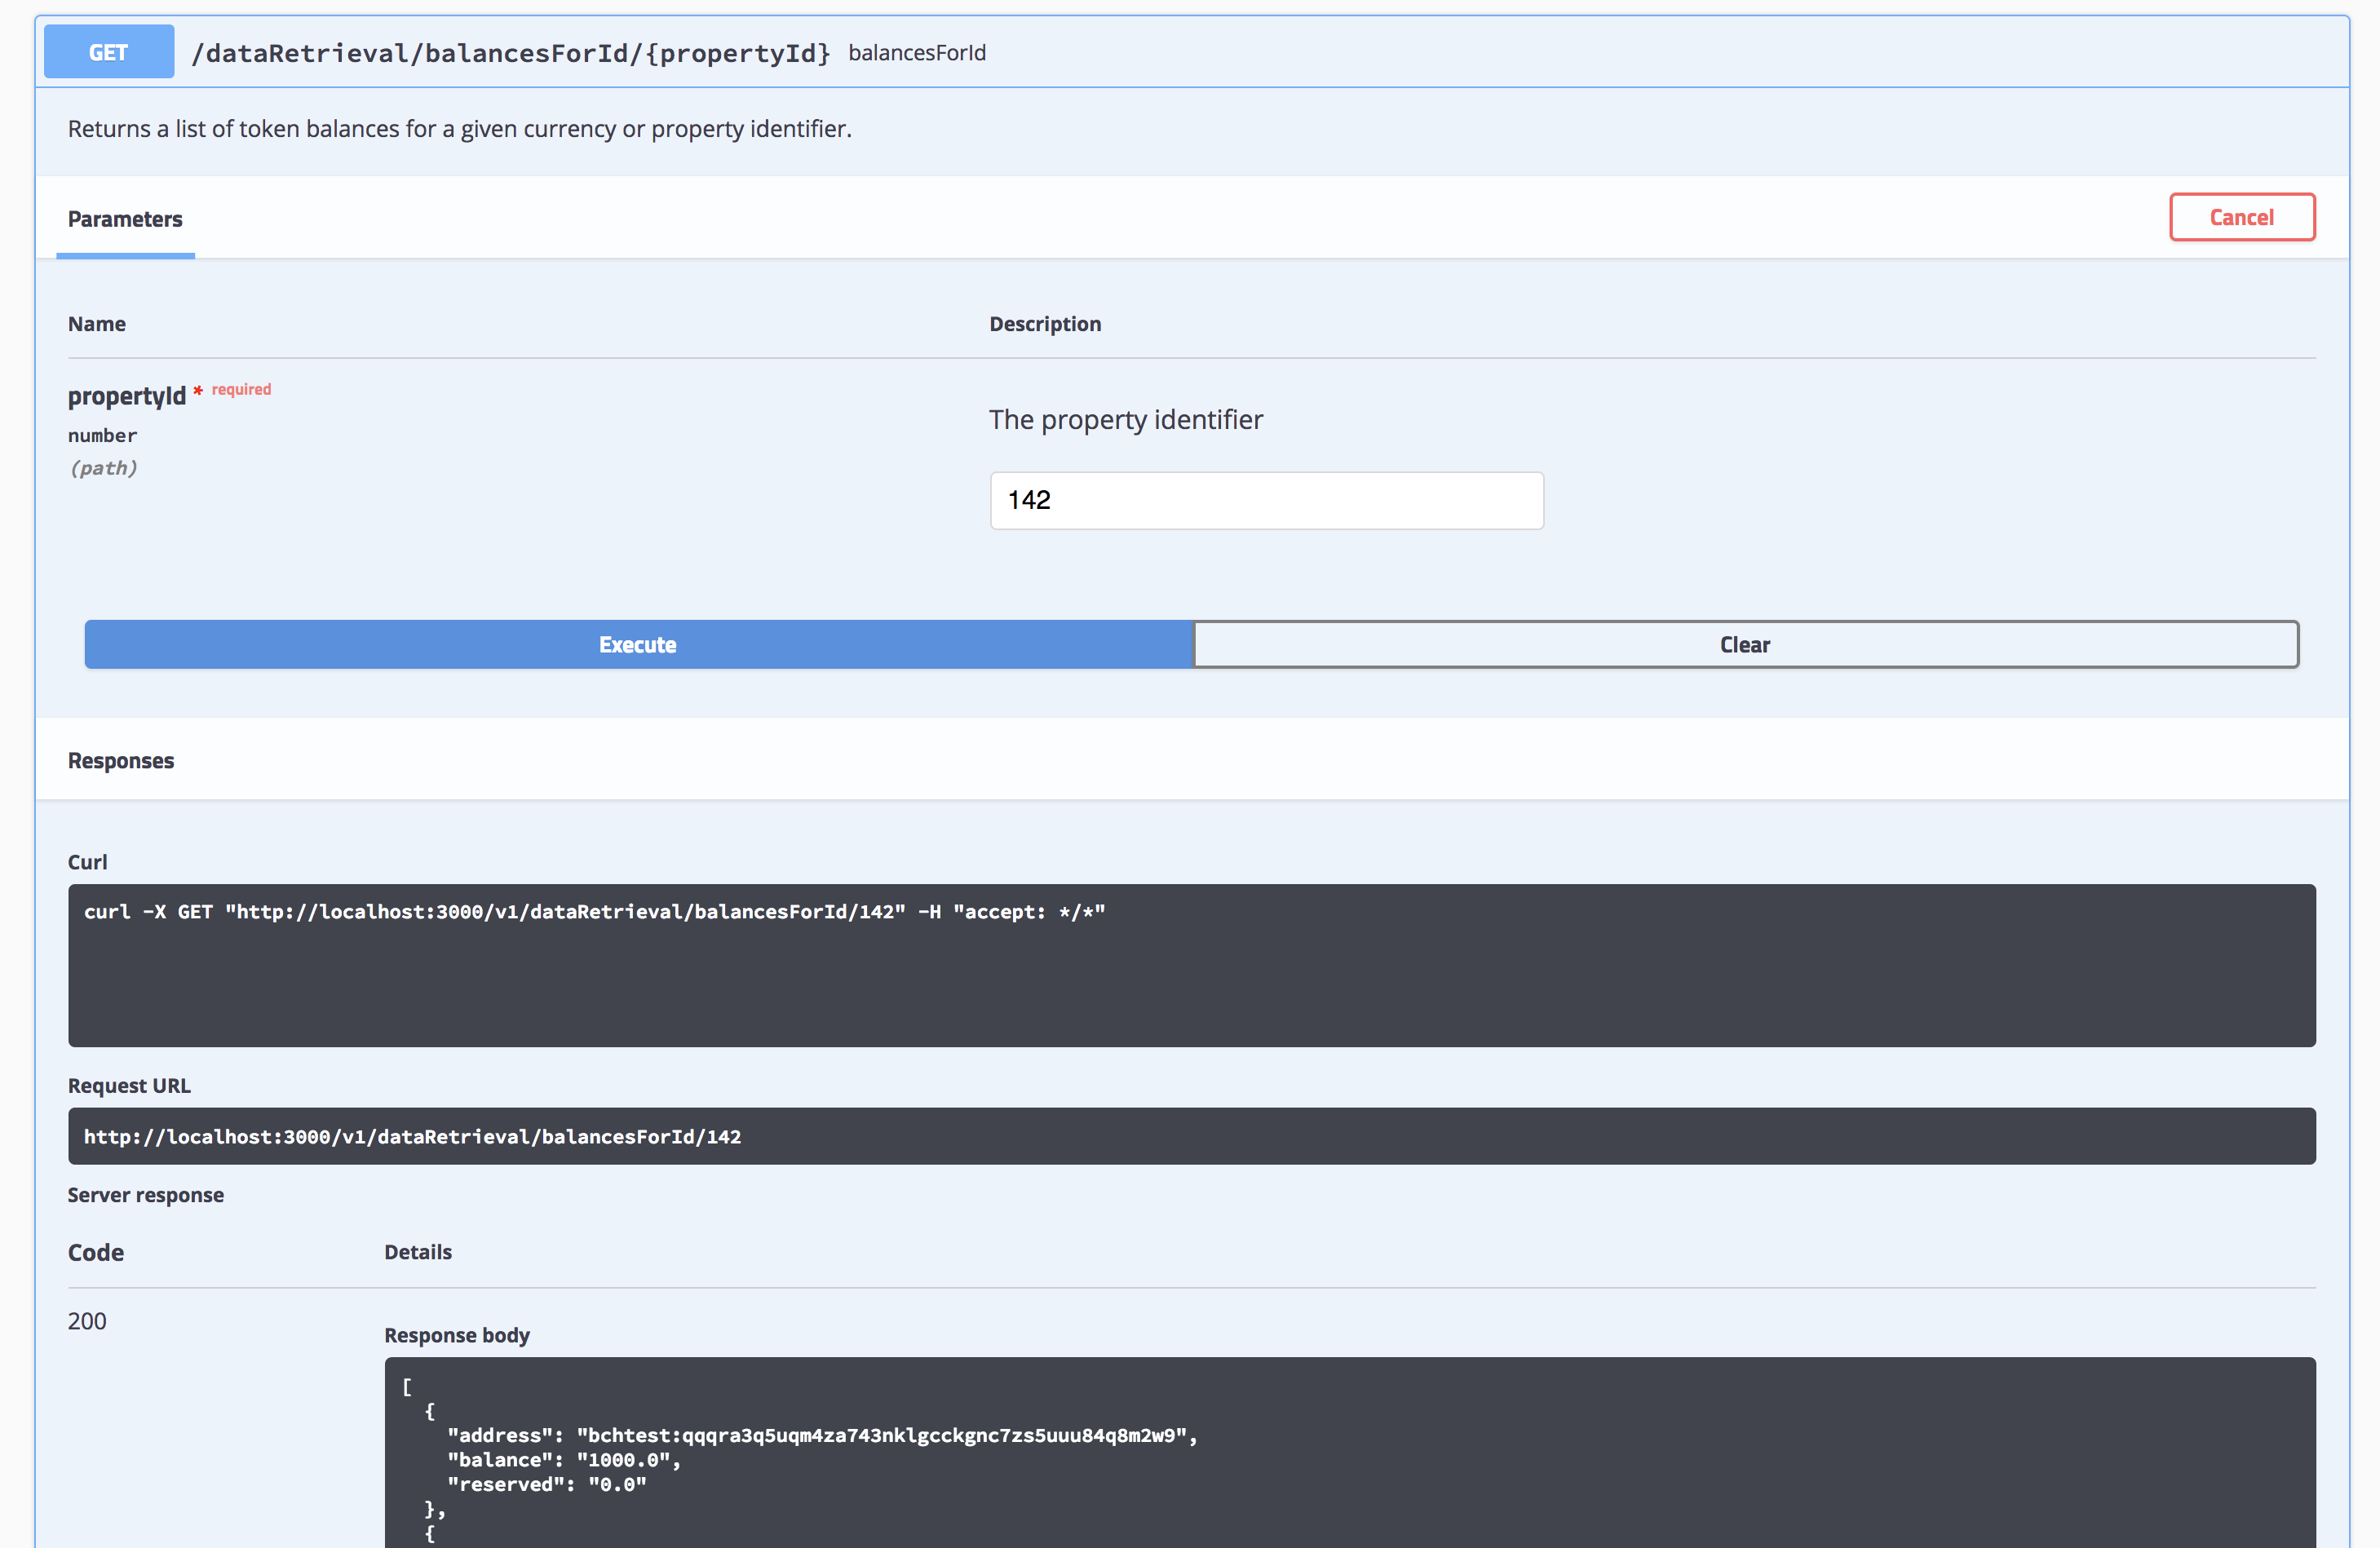 GET /dataRetrieval/balancesForId/{propertyId} balancesForId
Returns a list of token balances for a given currency or property identifier.
Parameters Cancel
Name Description
propertyId * required
The property identifier
number
(path)
142
Execute Clear
Responses
Curl
curl -X GET "http://localhost:3000/v1/dataRetrieval/balancesForId/142" -H "accept: */*"
Request URL
http://localhost:3000/v1/dataRetrieval/balancesForId/142
Server response
Code Details
200
Response body
[
{
"address": "bchtest:qqqra3q5uqm4za743nklgcckgnc7zs5uuu84q8m2w9",
"balance": "1000.0",
"reserved": "0.0"
},
{